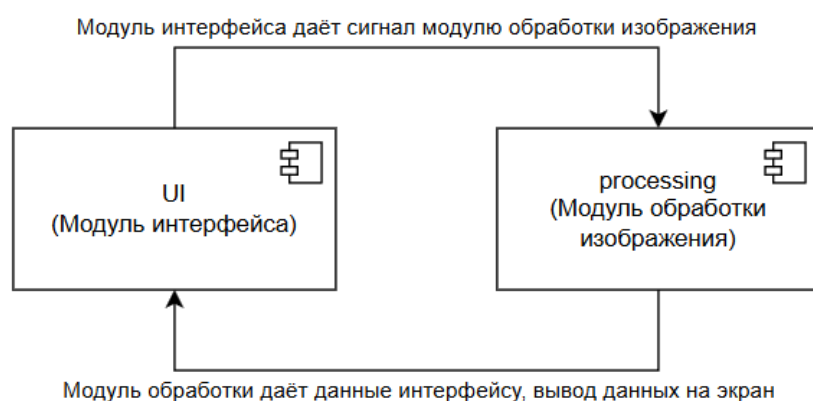 Модуль интерфейса даёт сигнал модулю обработки изображения
UI
(Модуль интерфейса)
processing
(Модуль обработки
изображения)
Модуль обработки даёт данные интерфейсу, вывод данных на экран